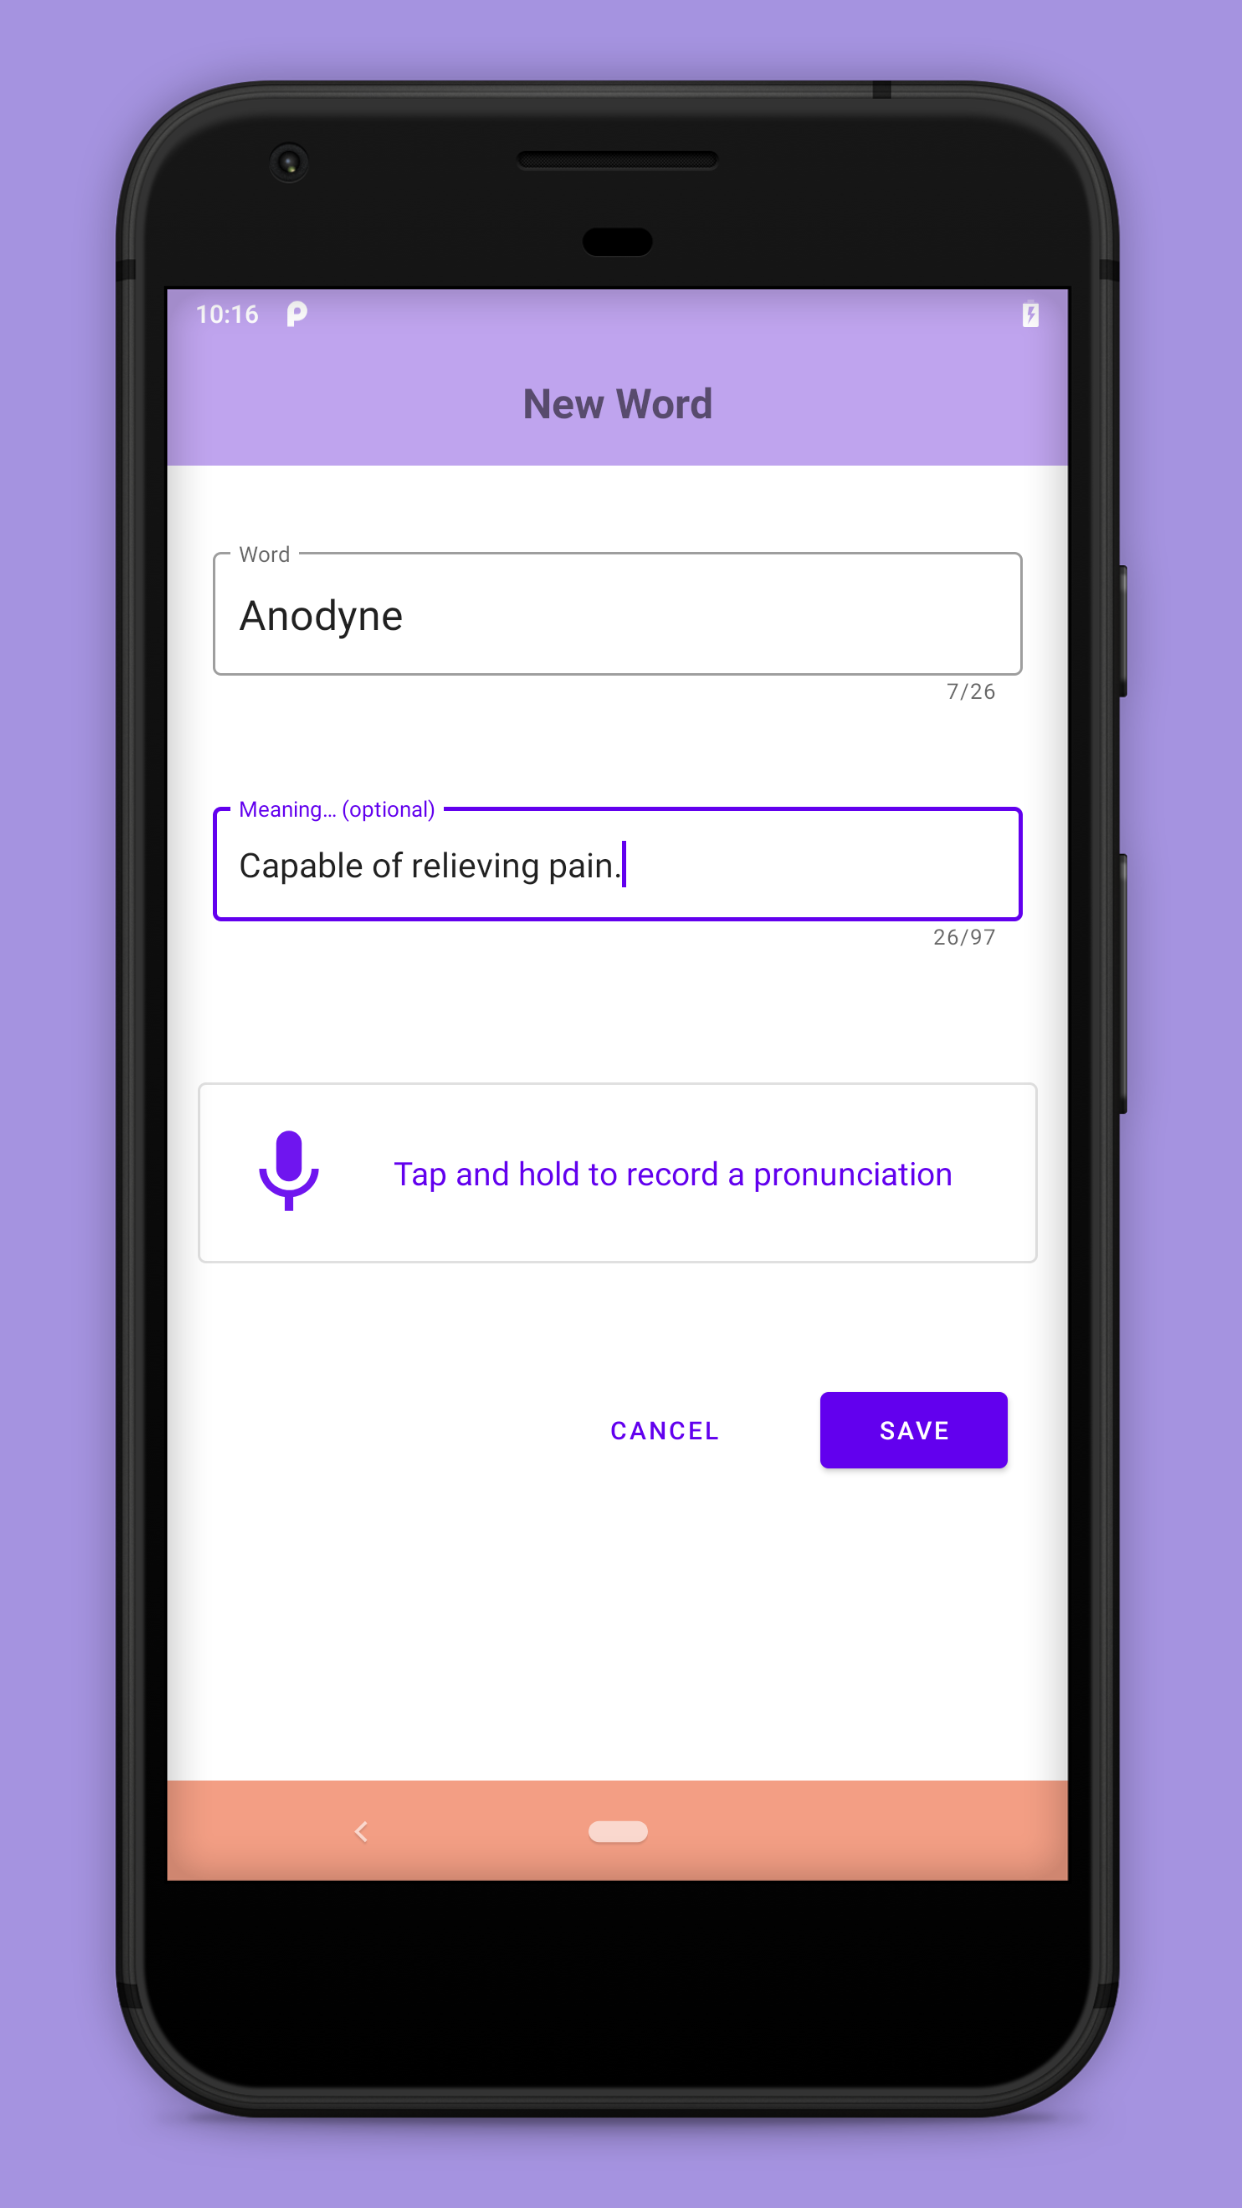 10:16
New Word
Word
Anodyne
7/26
Meaning... (optional)
Capable of relieving pain.
26/97
Tap and hold to record a pronunciation
CANCEL
SAVE